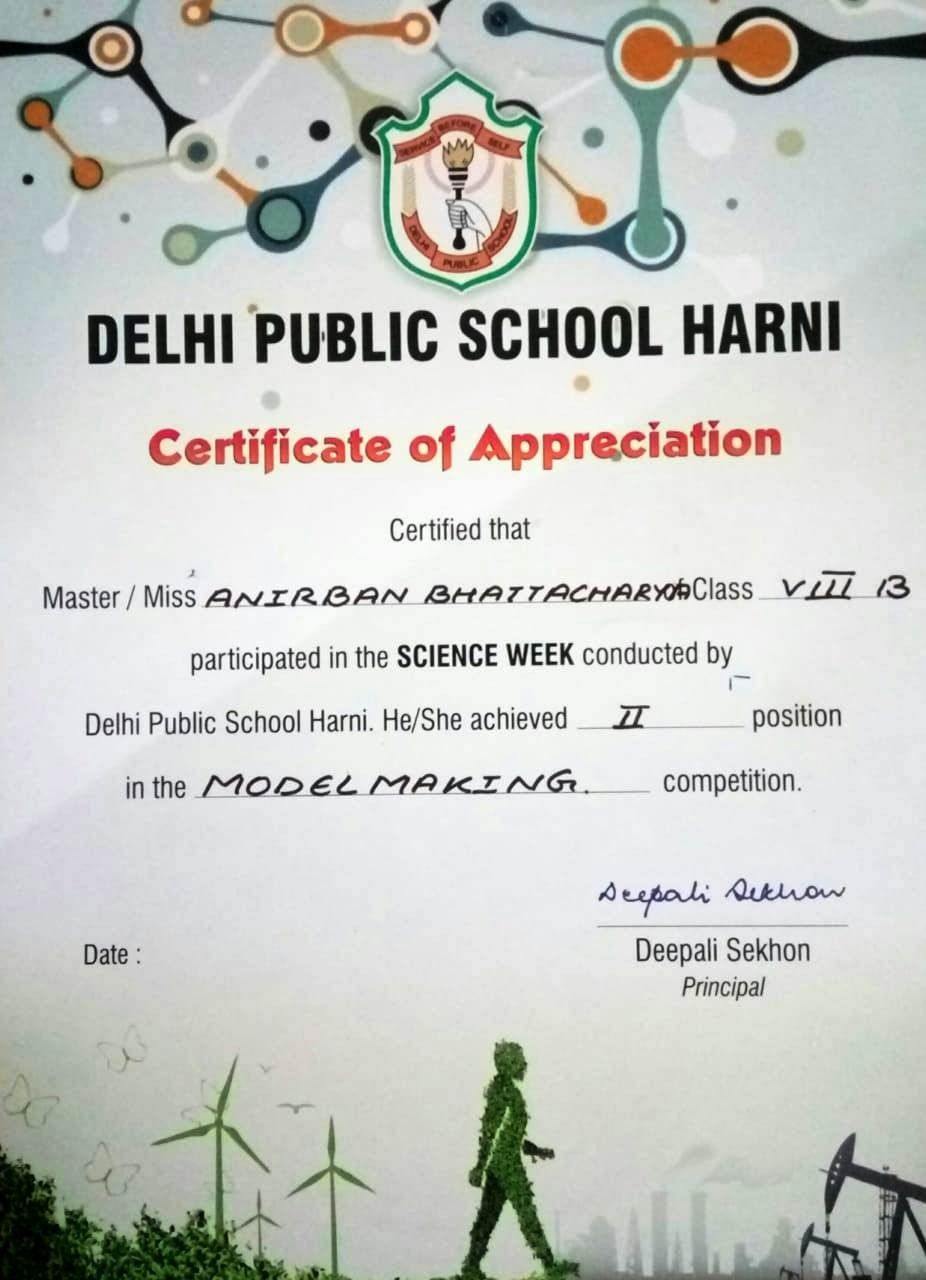 SERVICE BEFORE SELF
DELHI PUBLIC SCHOOL
DELHI PUBLIC SCHOOL HARNI
Certificate of Appreciation
Certified that
Master / Miss ANIRBAN BHATTACHARYA Class VIII B
participated in the SCIENCE WEEK conducted by
Delhi Public School Harni. He/She achieved II position
in the MODEL MAKING. competition.
Deepali Sekhon
Date :
Deepali Sekhon
Principal